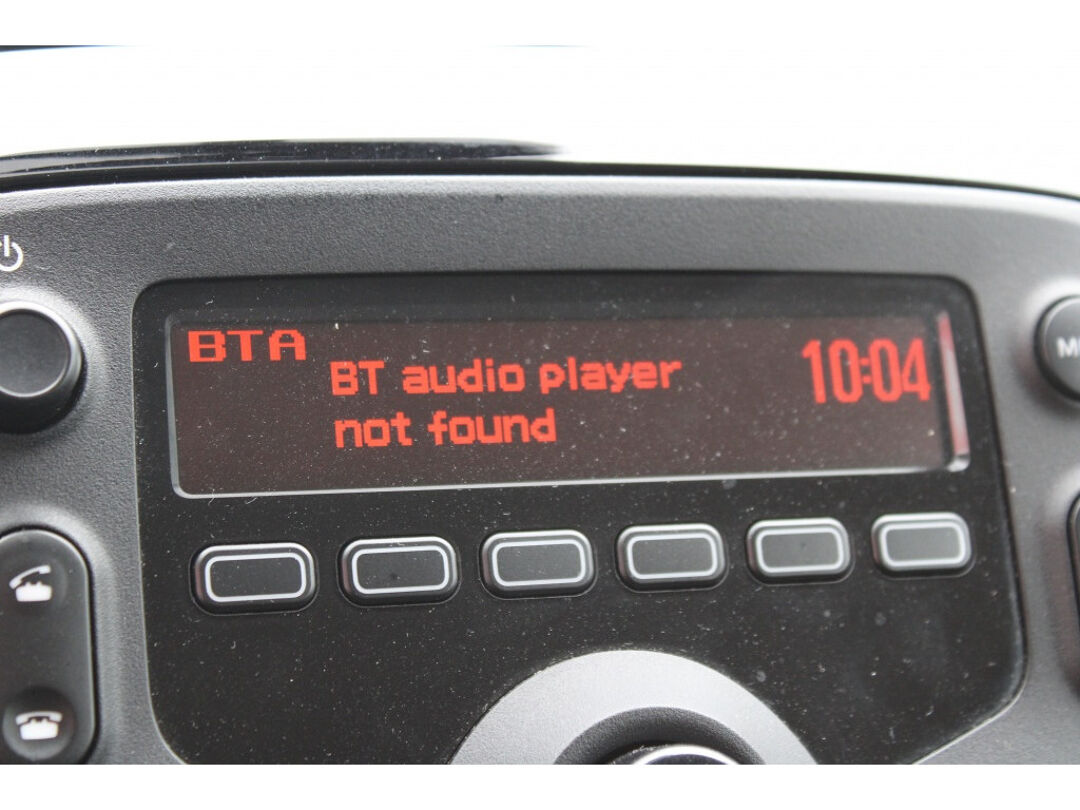 BTA
BT audio player
not found
10:04